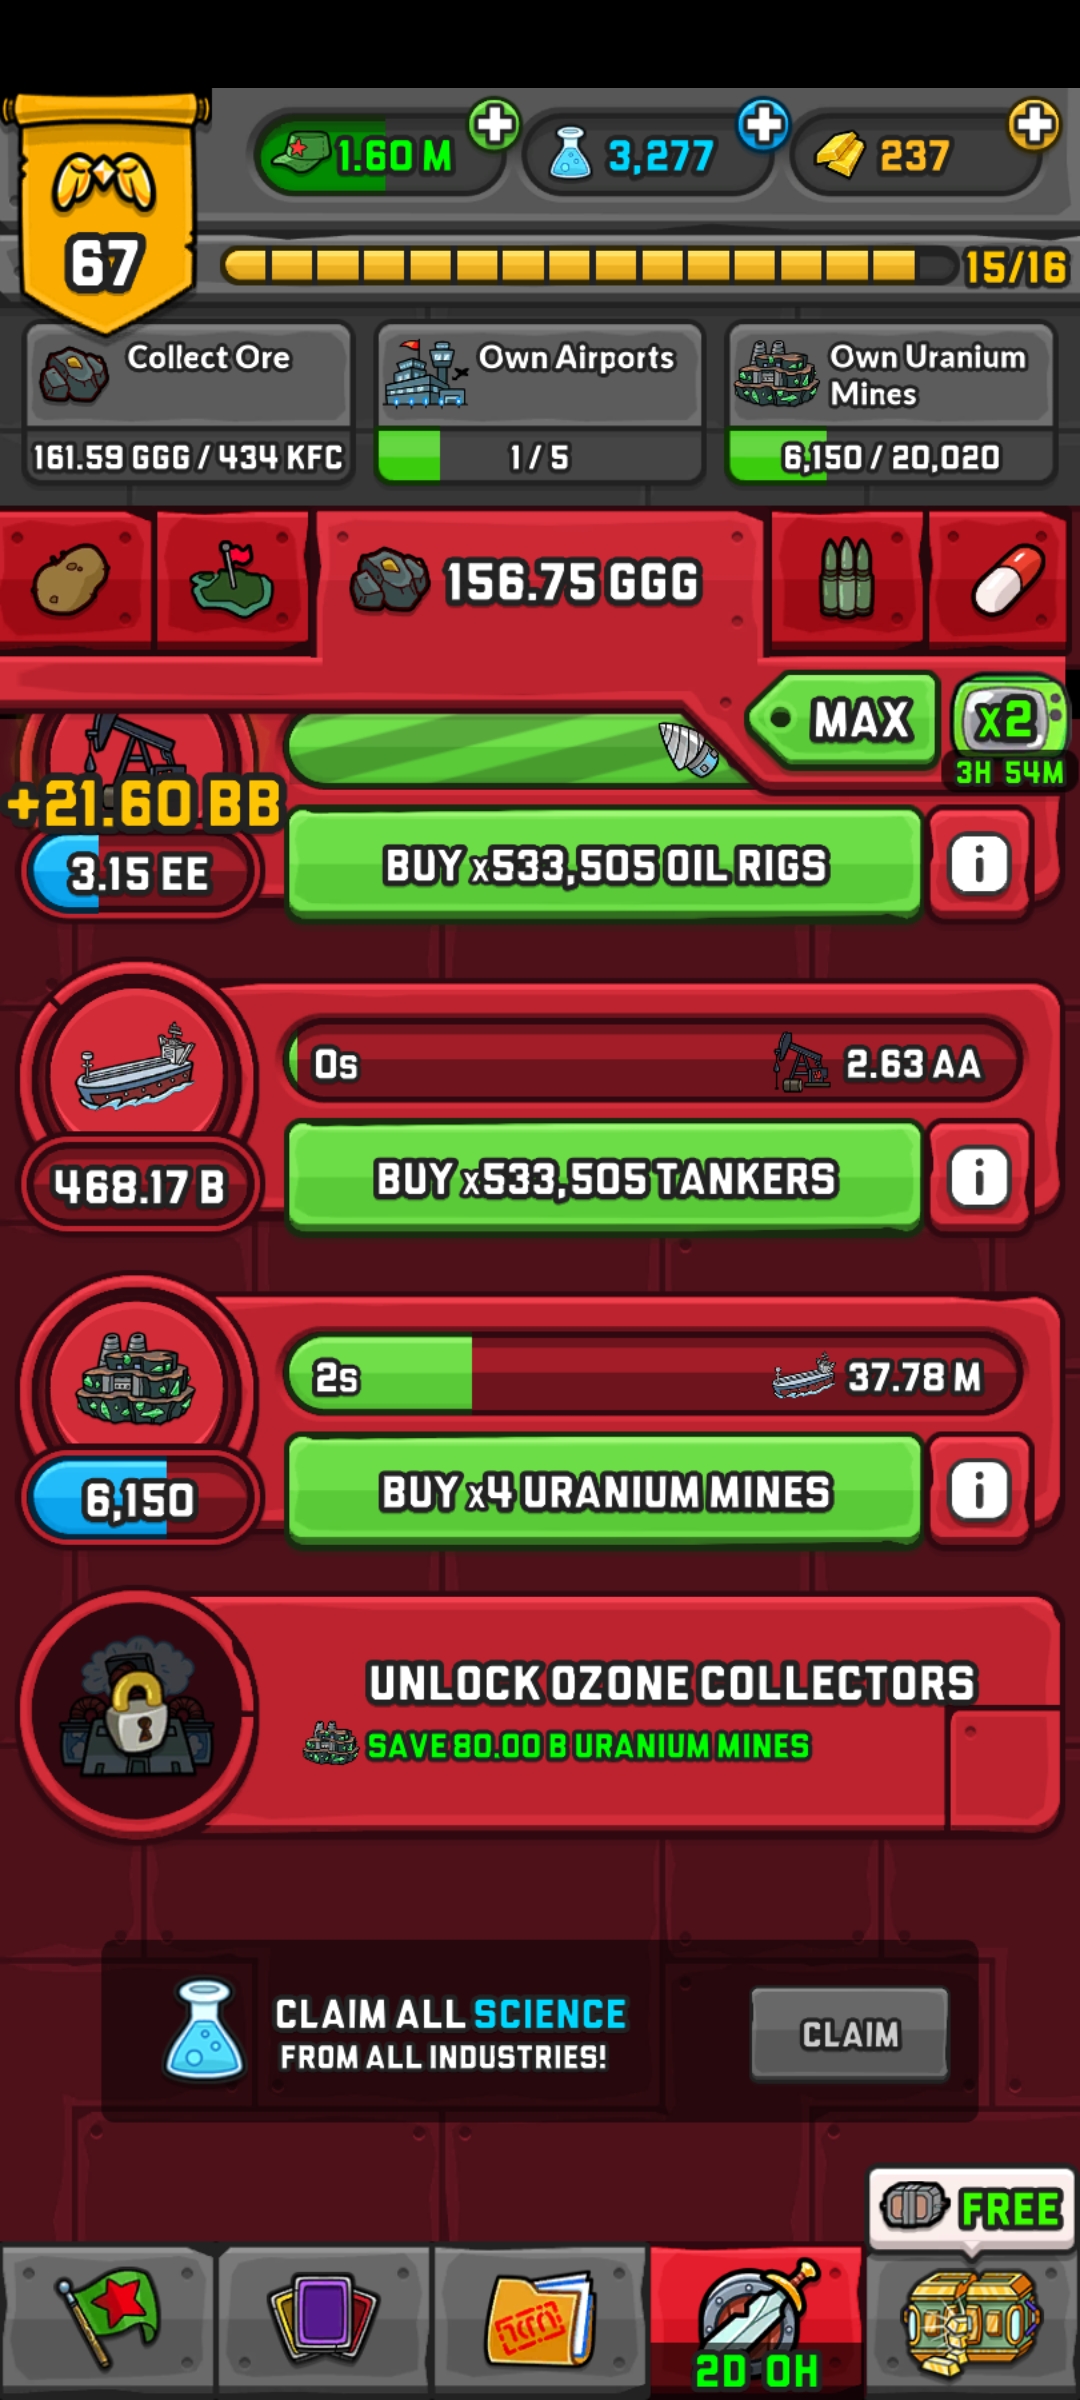 1.60 M
3,277
237
67
15/16
Collect Ore
161.59 GGG / 434 KFC
Own Airports
1 / 5
Own Uranium
Mines
6,150 / 20,020
156.75 GGG
MAX
X2
3H 54M
+21.60 BB
3.15 EE
BUY x533,505 OIL RIGS
i
0s
2.63 AA
468.17 B
BUY x533,505 TANKERS
i
2s
37.78 M
6,150
BUY x4 URANIUM MINES
i
UNLOCK OZONE COLLECTORS
SAVE 80.00 B URANIUM MINES
CLAIM ALL SCIENCE
FROM ALL INDUSTRIES!
CLAIM
FREE
2D 0H